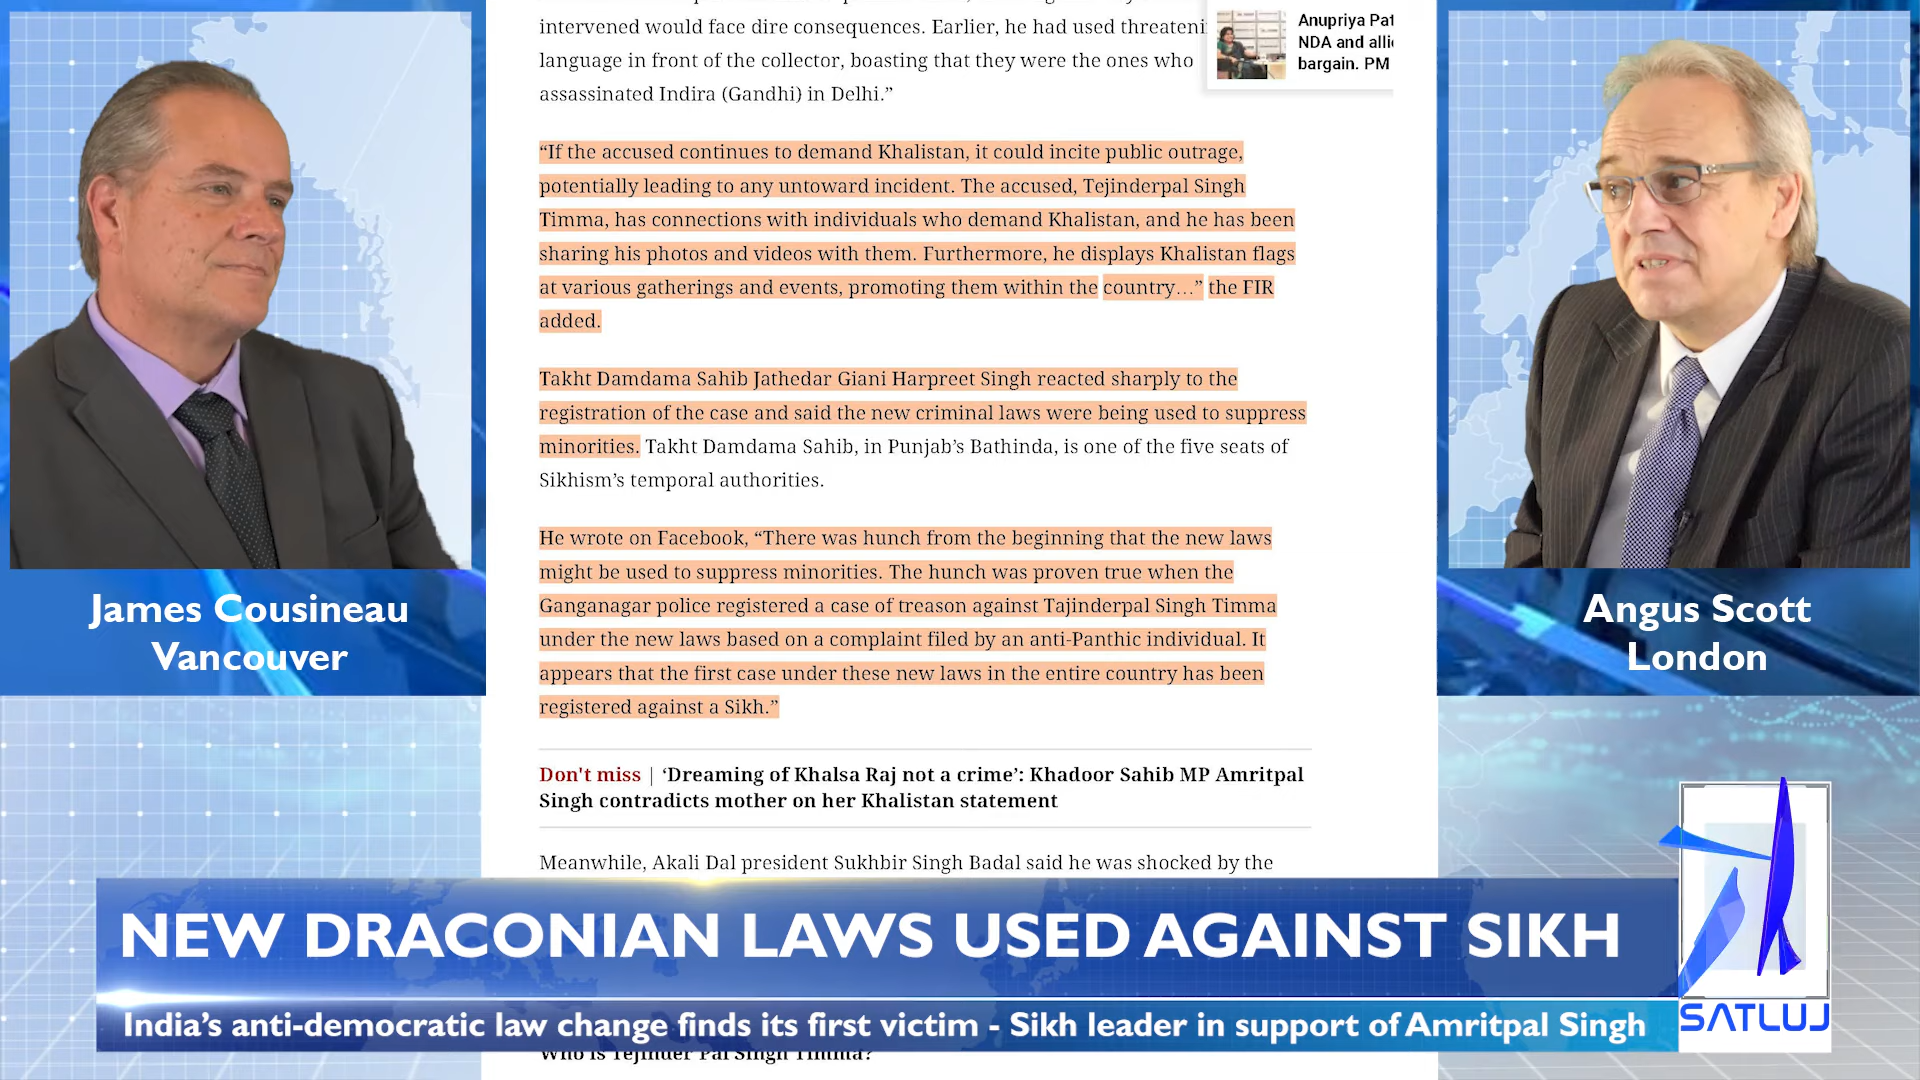 intervened would face dire consequences. Earlier, he had used threateni
language in front of the collector, boasting that they were the ones who
assassinated Indira (Gandhi) in Delhi.”
Anupriya Pat
NDA and alli
bargain. PM
“If the accused continues to demand Khalistan, it could incite public outrage,
potentially leading to any untoward incident. The accused, Tejinderpal Singh
Timma, has connections with individuals who demand Khalistan, and he has been
sharing his photos and videos with them. Furthermore, he displays Khalistan flags
at various gatherings and events, promoting them within the country…” the FIR
added.
Takht Damdama Sahib Jathedar Giani Harpreet Singh reacted sharply to the
registration of the case and said the new criminal laws were being used to suppress
minorities. Takht Damdama Sahib, in Punjab’s Bathinda, is one of the five seats of
Sikhism’s temporal authorities.
He wrote on Facebook, “There was hunch from the beginning that the new laws
might be used to suppress minorities. The hunch was proven true when the
Ganganagar police registered a case of treason against Tajinderpal Singh Timma
under the new laws based on a complaint filed by an anti-Panthic individual. It
appears that the first case under these new laws in the entire country has been
registered against a Sikh.”
Don't miss | ‘Dreaming of Khalsa Raj not a crime’: Khadoor Sahib MP Amritpal
Singh contradicts mother on her Khalistan statement
Meanwhile, Akali Dal president Sukhbir Singh Badal said he was shocked by the
James Cousineau
Vancouver
Angus Scott
London
NEW DRACONIAN LAWS USED AGAINST SIKH
India’s anti-democratic law change finds its first victim - Sikh leader in support of Amritpal Singh
SATLUJ
Who is Tejinder Pal Singh Timma?